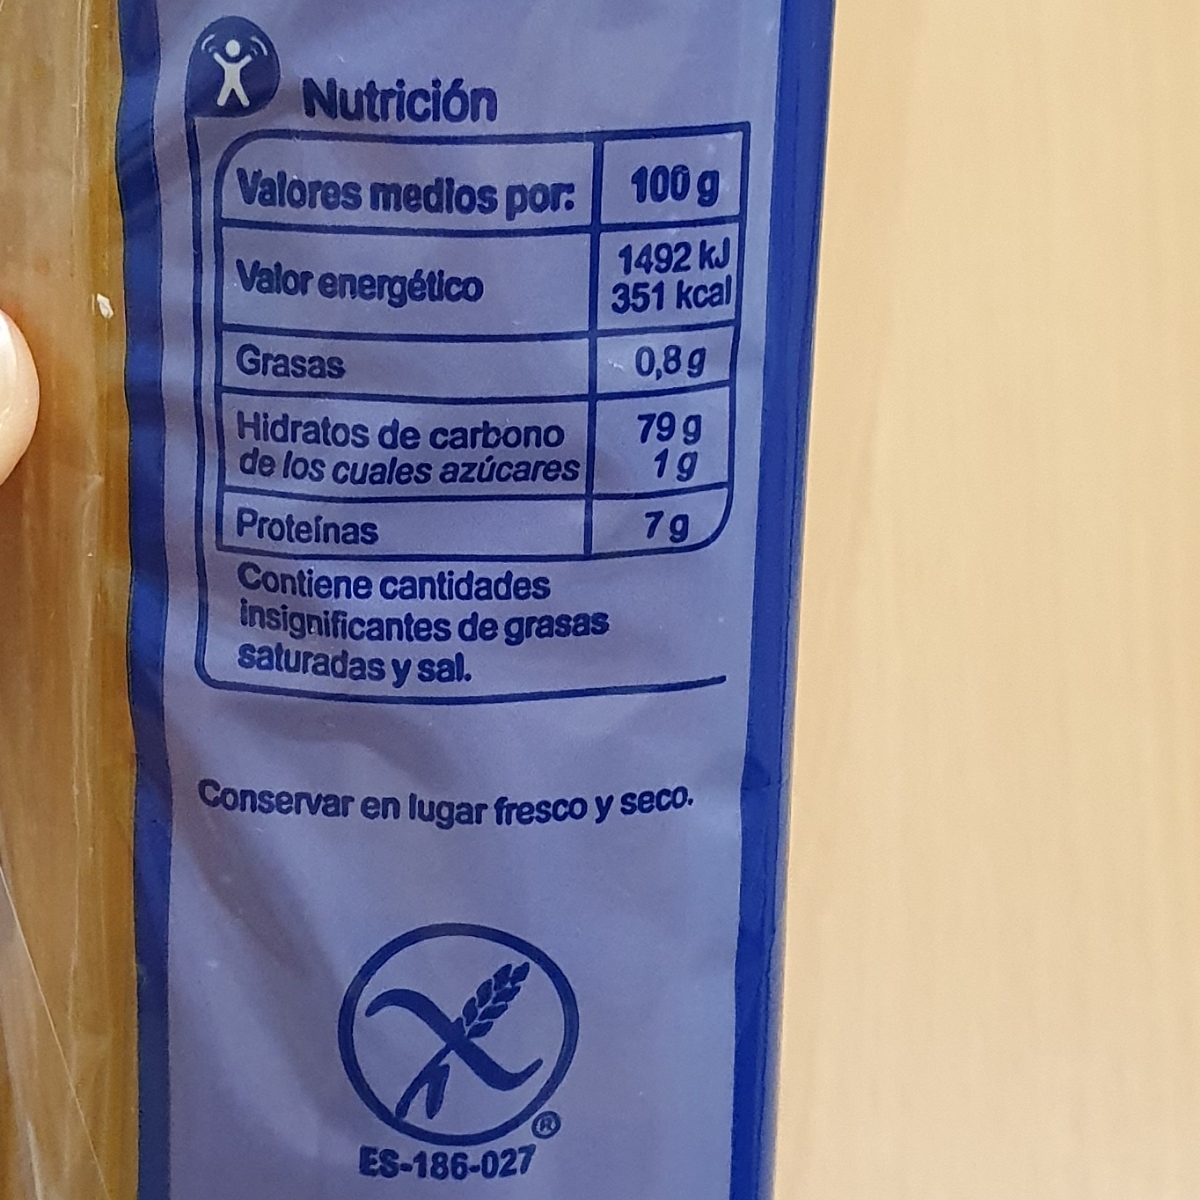 Nutrición
Valores medios por: 100 g
Valor energético 1492 kJ
351 kcal
Grasas 0,8 g
Hidratos de carbono 79 g
de los cuales azúcares 1 g
Proteínas 7 g
Contiene cantidades
insignificantes de grasas
saturadas y sal.
Conservar en lugar fresco y seco.
®
ES-186-027